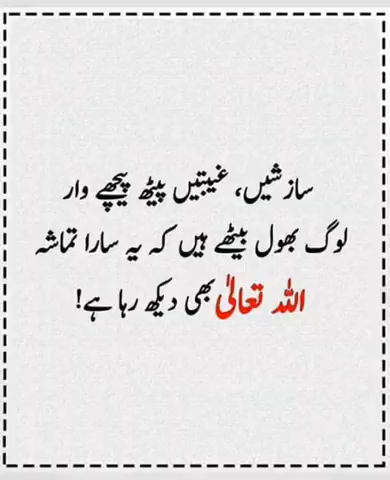 سازشیں، غیبتیں پیٹھ پیچھے وار
لوگ بھول بیٹھے ہیں کہ یہ سارا تماشہ
اللہ تعالیٰ بھی دیکھ رہا ہے!